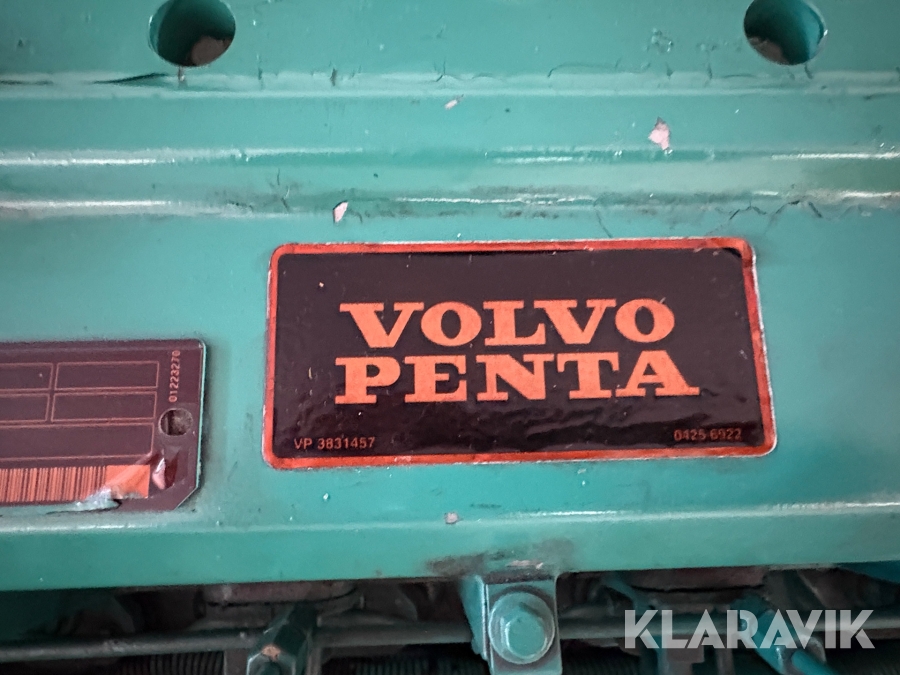 VOLVO
PENTA
VP 3831457
0425 6922
01223270
KLARAVIK